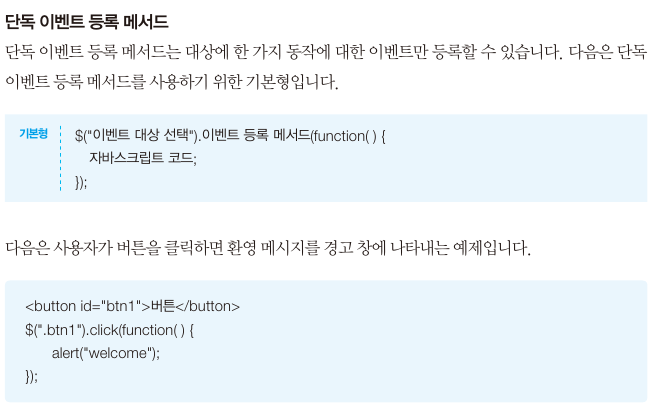 단독 이벤트 등록 메서드
단독 이벤트 등록 메서드는 대상에 한 가지 동작에 대한 이벤트만 등록할 수 있습니다. 다음은 단독
이벤트 등록 메서드를 사용하기 위한 기본형입니다.
기본형
$("이벤트 대상 선택").이벤트 등록 메서드(function( ) {
자바스크립트 코드;
});
다음은 사용자가 버튼을 클릭하면 환영 메시지를 경고 창에 나타내는 예제입니다.
<button id="btn1">버튼</button>
$(".btn1").click(function( ) {
alert("welcome");
});